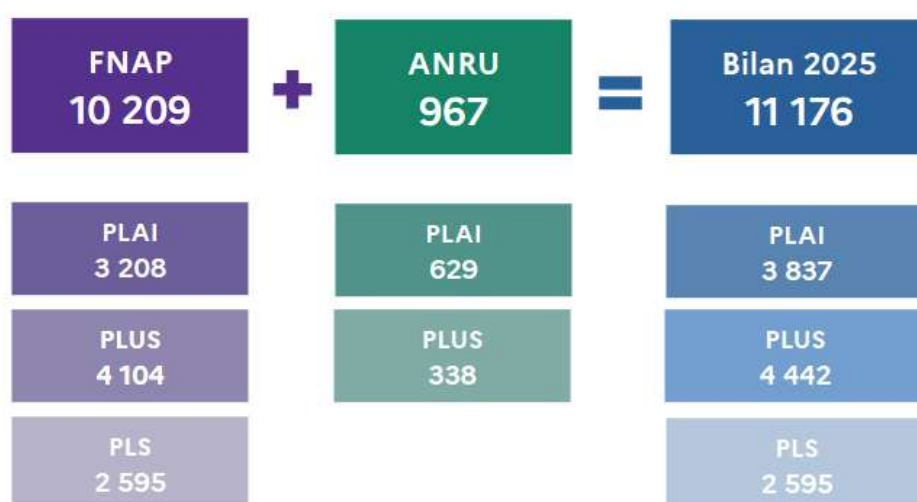 FNAP
10 209
+
ANRU
967
=
Bilan 2025
11 176
PLAI
3 208
PLAI
629
PLAI
3 837
PLUS
4 104
PLUS
338
PLUS
4 442
PLS
2 595
PLS
2 595